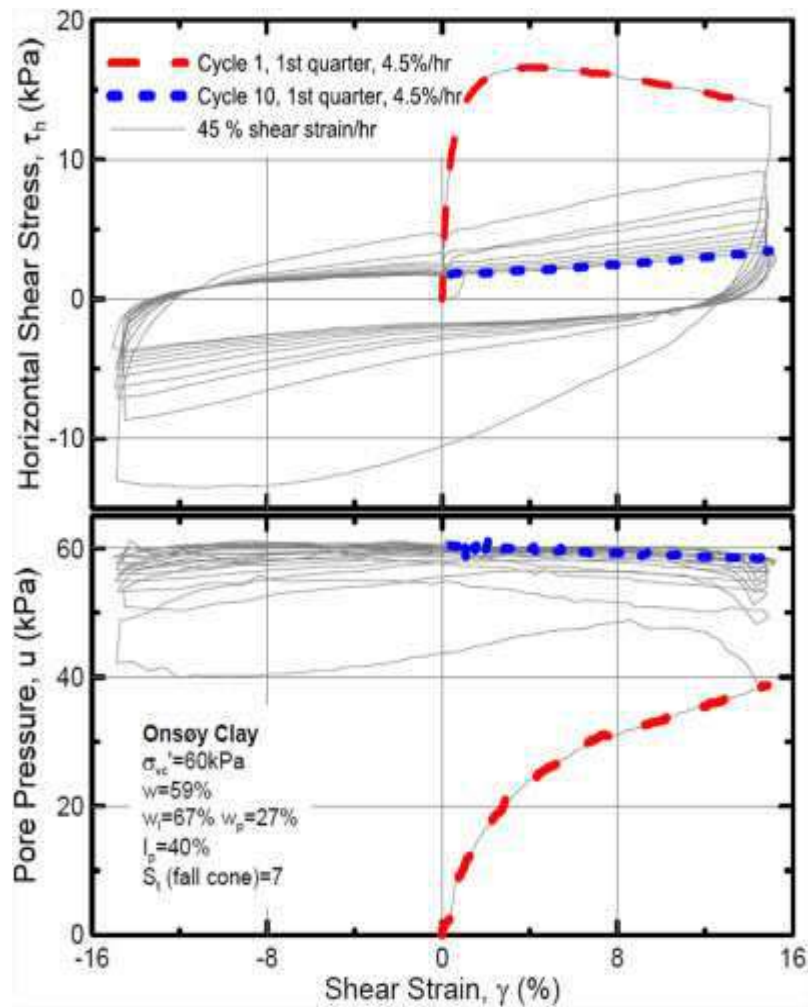 20
Cycle 1, 1st quarter, 4.5%/hr
Cycle 10, 1st quarter, 4.5%/hr
45 % shear strain/hr
10
0
-10
Horizontal Shear Stress, τh (kPa)
60
40
20
0
Pore Pressure, u (kPa)
Onsøy Clay
σvc'=60kPa
w=59%
wl=67% wp=27%
Ip=40%
St (fall cone)=7
-16 -8 0 8 16
Shear Strain, γ (%)